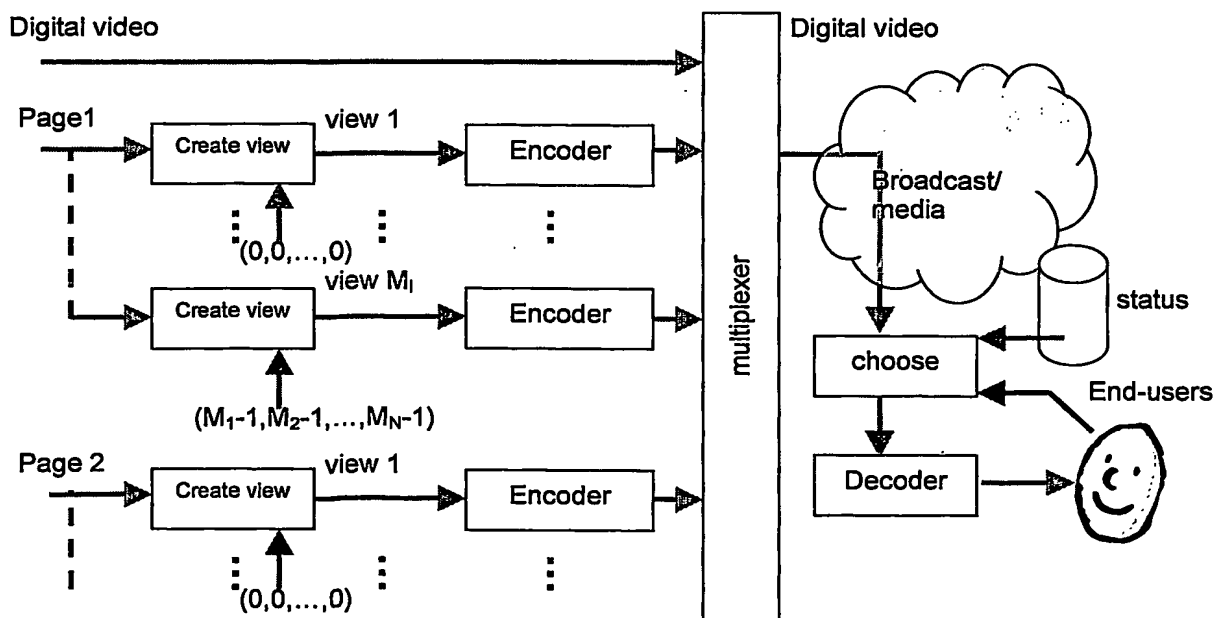 Digital video
Digital video
Page1
Create view
view 1
Encoder
(0,0,...,0)
Broadcast/
media
view M_I
Create view
Encoder
multiplexer
status
choose
End-users
(M₁-1,M₂-1,...,M_N-1)
Page 2
Create view
view 1
Encoder
Decoder
(0,0,...,0)